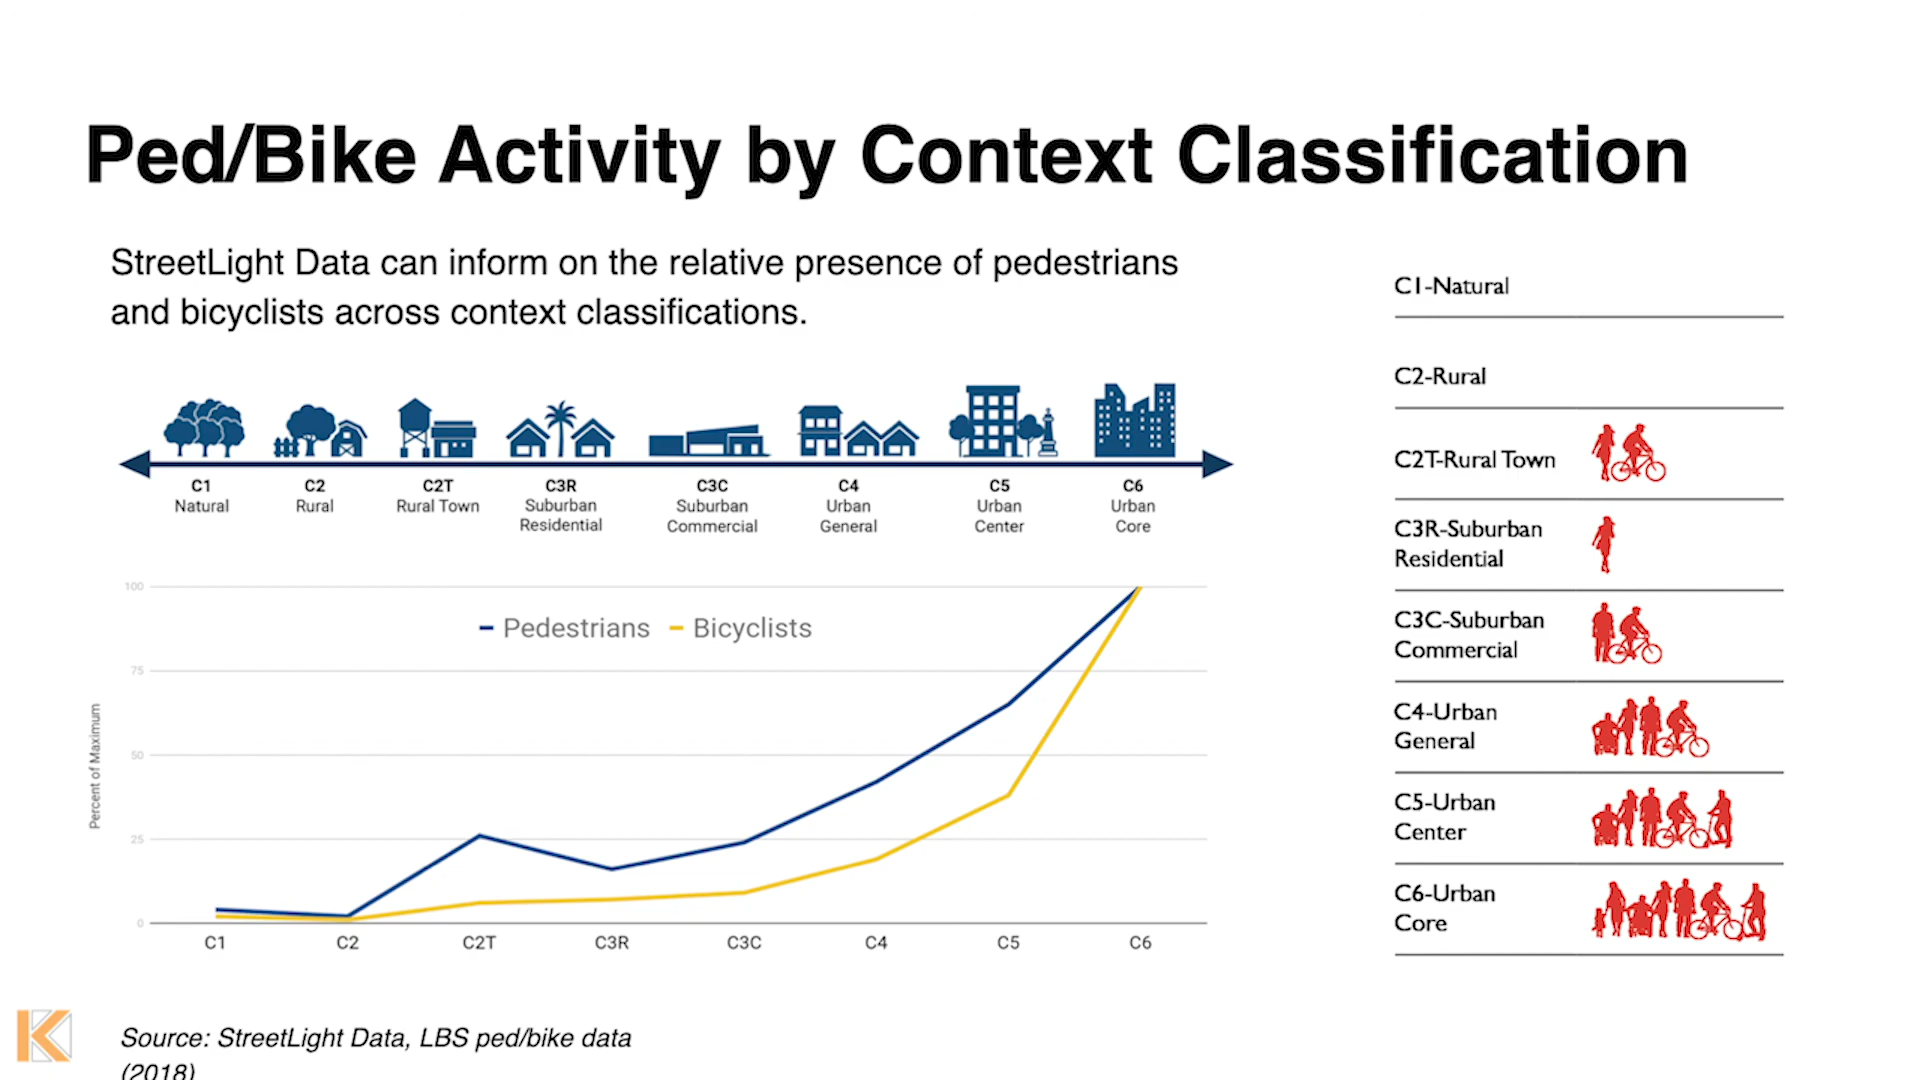 Ped/Bike Activity by Context Classification
StreetLight Data can inform on the relative presence of pedestrians
and bicyclists across context classifications.
C1
Natural
C2
Rural
C2T
Rural Town
C3R
Suburban
Residential
C3C
Suburban
Commercial
C4
Urban
General
C5
Urban
Center
C6
Urban
Core
Pedestrians
Bicyclists
Percent of Maximum
100
75
50
25
0
C1
C2
C2T
C3R
C3C
C4
C5
C6
C1-Natural
C2-Rural
C2T-Rural Town
C3R-Suburban
Residential
C3C-Suburban
Commercial
C4-Urban
General
C5-Urban
Center
C6-Urban
Core
K
Source: StreetLight Data, LBS ped/bike data
(2018)